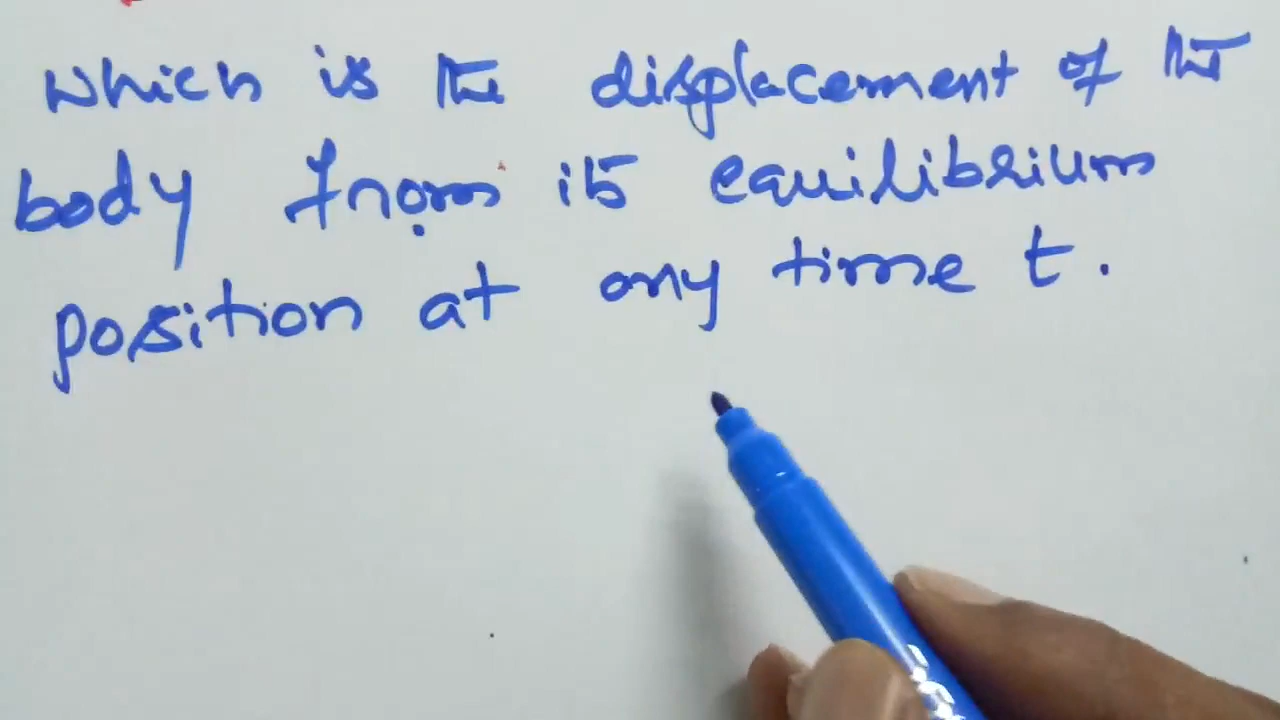 Which is the displacement of the
body from its equilibrium
position at any time t.